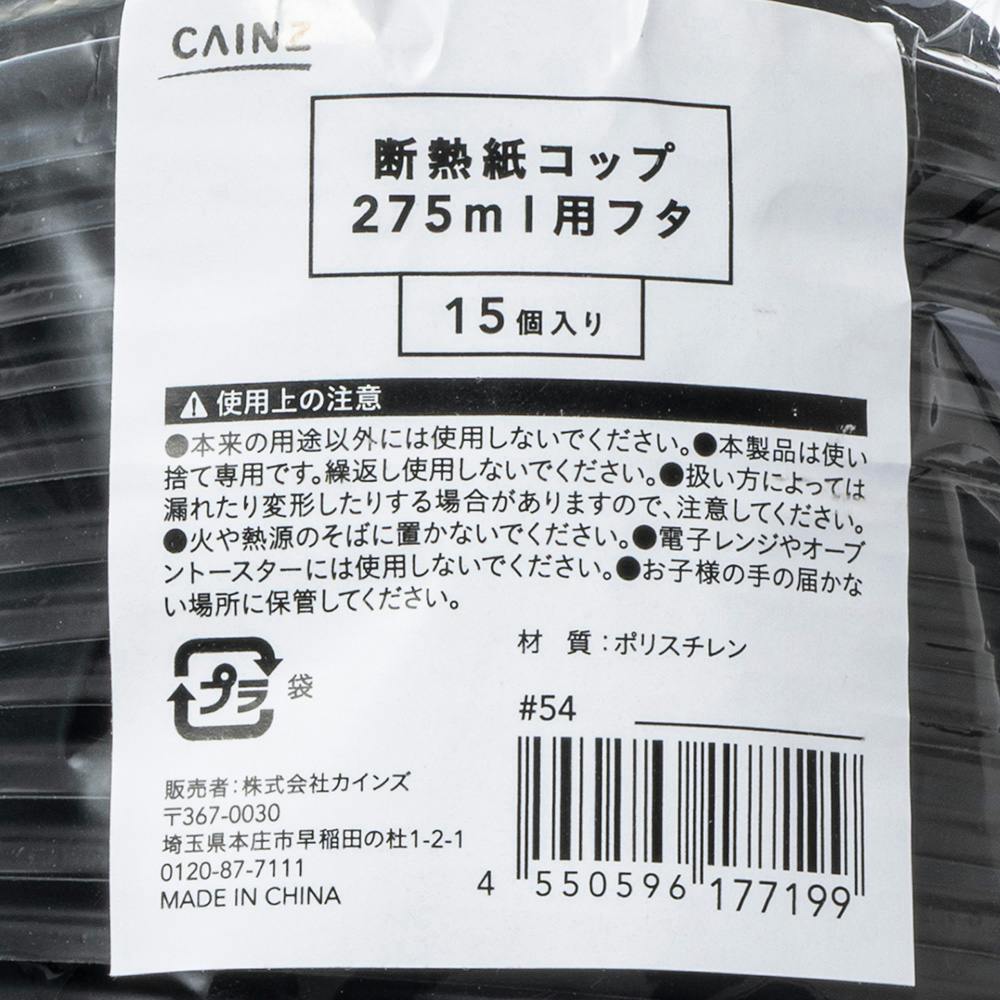 CAINZ
断熱紙コップ
275ml用フタ
15個入り
使用上の注意
●本来の用途以外には使用しないでください。●本製品は使い
捨て専用です。繰返し使用しないでください。●扱い方によっては
漏れたり変形したりする場合がありますので、注意してください。
●火や熱源のそばに置かないでください。●電子レンジやオーブ
ントースターには使用しないでください。●お子様の手の届かな
い場所に保管してください。
材 質：ポリスチレン
プラ 袋
#54
販売者：株式会社カインズ
〒367-0030
埼玉県本庄市早稲田の杜1-2-1
0120-87-7111
MADE IN CHINA
4 550596 177199